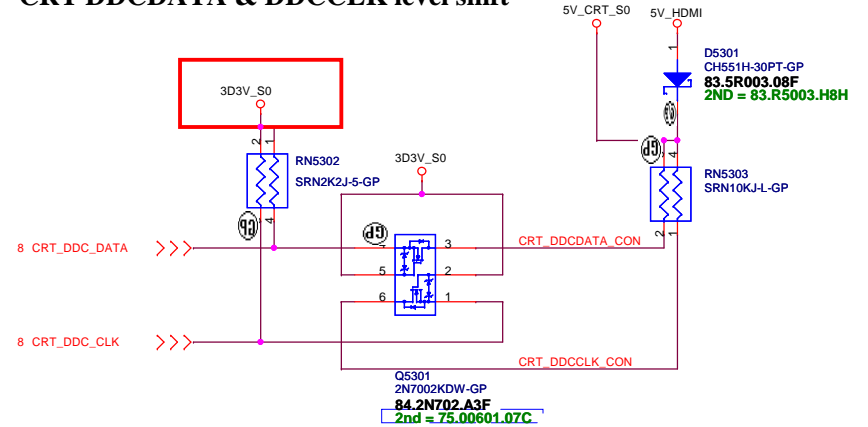 CRT DDCDATA & DDCCLK level shift
5V_CRT_S0
5V_HDMI
1
D5301
CH551H-30PT-GP
83.5R003.08F
2ND = 83.R5003.H8H
3D3V_S0
2
1
RN5302
SRN2K2J-5-GP
4
3D3V_S0
GP
4
RN5303
SRN10KJ-L-GP
2
1
8 CRT_DDC_DATA
GP
3
CRT_DDCDATA_CON
5
2
6
1
8 CRT_DDC_CLK
CRT_DDCCLK_CON
Q5301
2N7002KDW-GP
84.2N702.A3F
2nd = 75.00601.07C